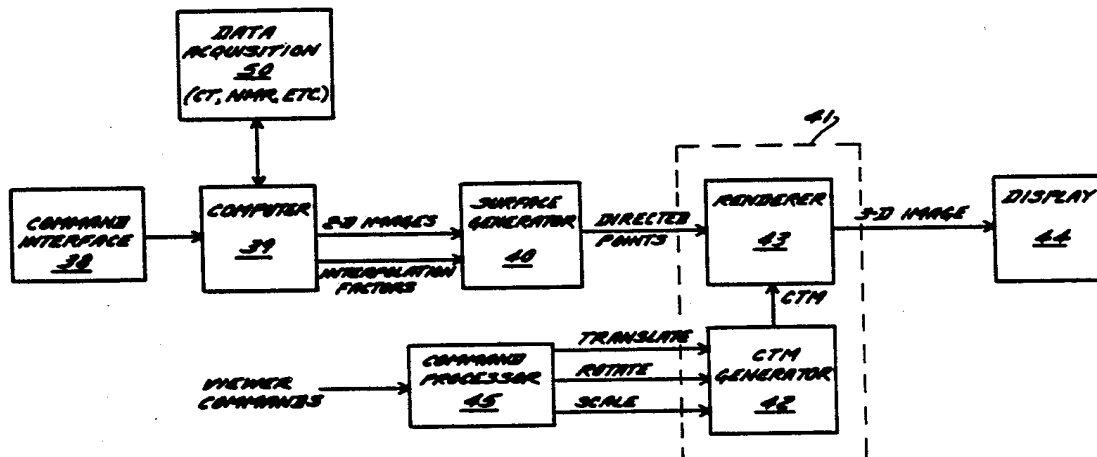 DATA
ACQUISITION
50
(CT, NMR, ETC.)
41
COMMAND
INTERFACE
38
COMPUTER
39
2-D IMAGES
INTERPOLATION
FACTORS
SURFACE
GENERATOR
40
DIRECTED
POINTS
RENDERER
43
3-D IMAGE
DISPLAY
44
CTM
VIEWER
COMMANDS
COMMAND
PROCESSOR
45
TRANSLATE
ROTATE
SCALE
CTM
GENERATOR
42